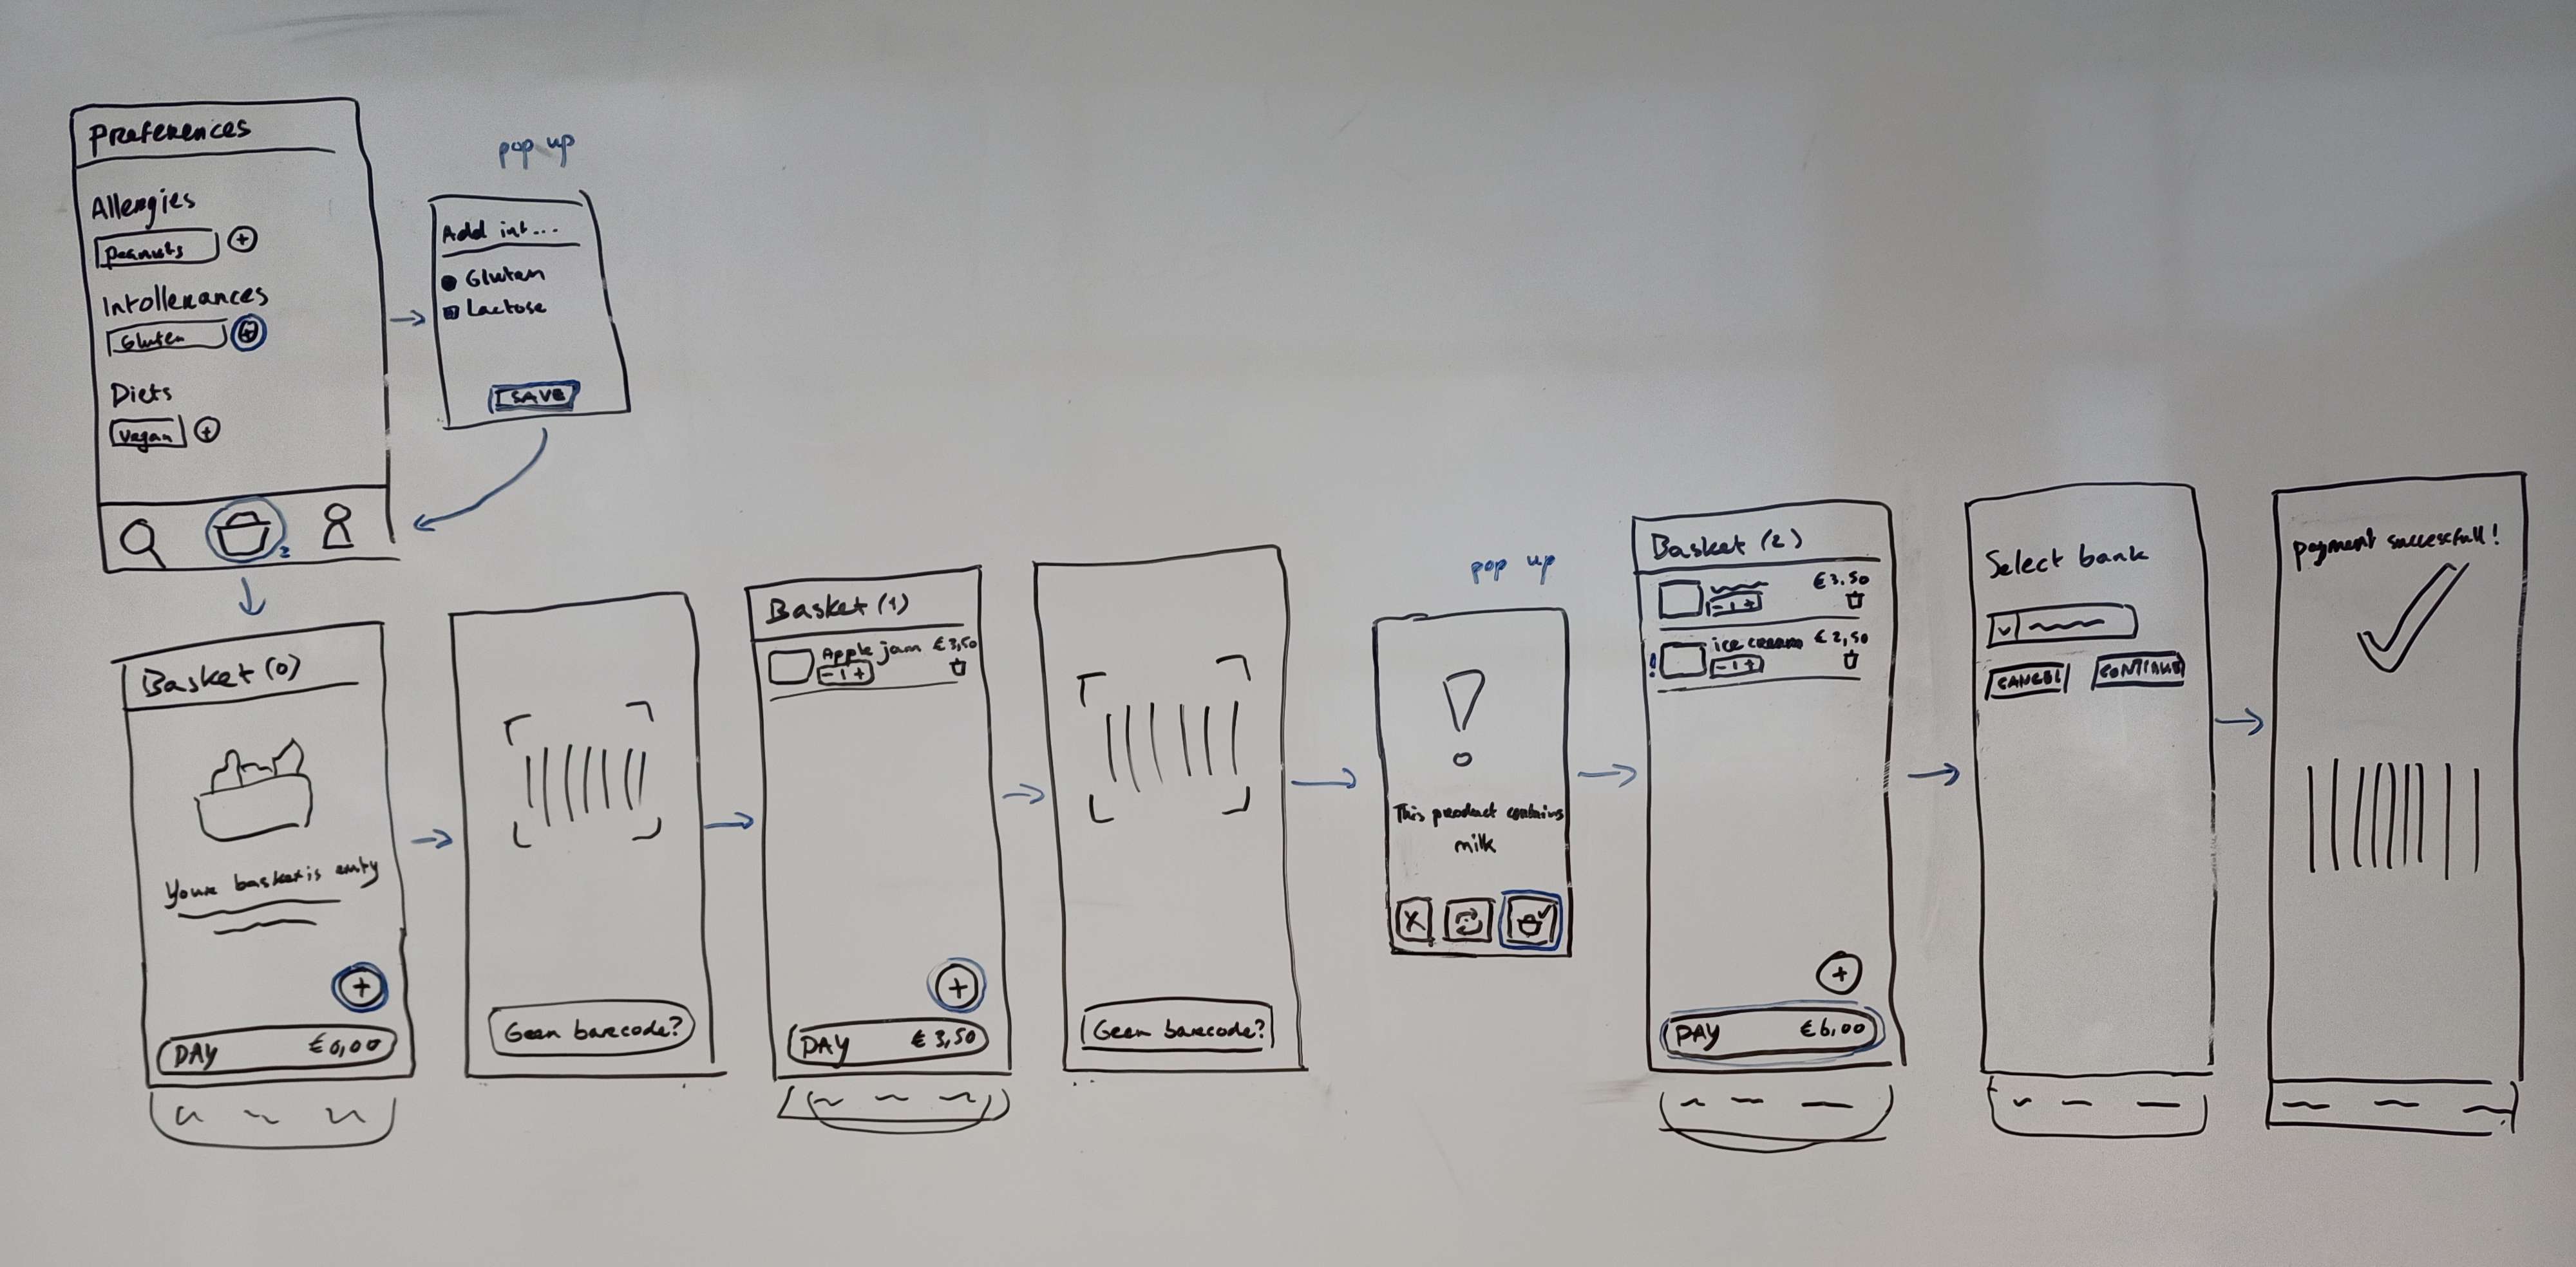 Preferences
Allergies
Peanuts
Intollerances
Gluten
Diets
Vegan
2
pop up
Add int...
Gluten
Lactose
SAVE
Basket (0)
Your basket is emty
PAY €0,00
Geen barcode?
Basket (1)
Apple jam €3,50
- 1 +
PAY €3,50
Geen barcode?
pop up
!
This product contains
milk
Basket (2)
€3.50
- 1 +
! ice cream €2,50
- 1 +
PAY €6,00
Select bank
CANCEL CONTINUE
payment successfull!